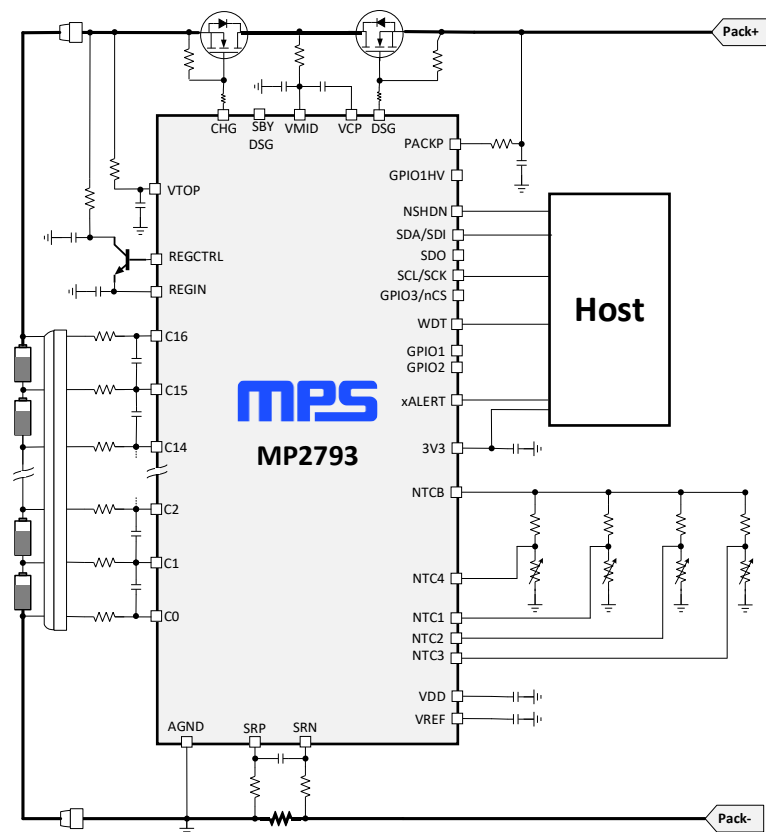 Pack+
CHG
SBY
DSG
VMID
VCP
DSG
PACKP
GPIO1HV
VTOP
NSHDN
SDA/SDI
REGCTRL
SDO
SCL/SCK
REGIN
GPIO3/nCS
Host
WDT
C16
GPIO1
GPIO2
C15
mps
xALERT
C14
MP2793
3V3
NTCB
C2
C1
NTC4
C0
NTC1
NTC2
NTC3
VDD
VREF
AGND
SRP
SRN
Pack-